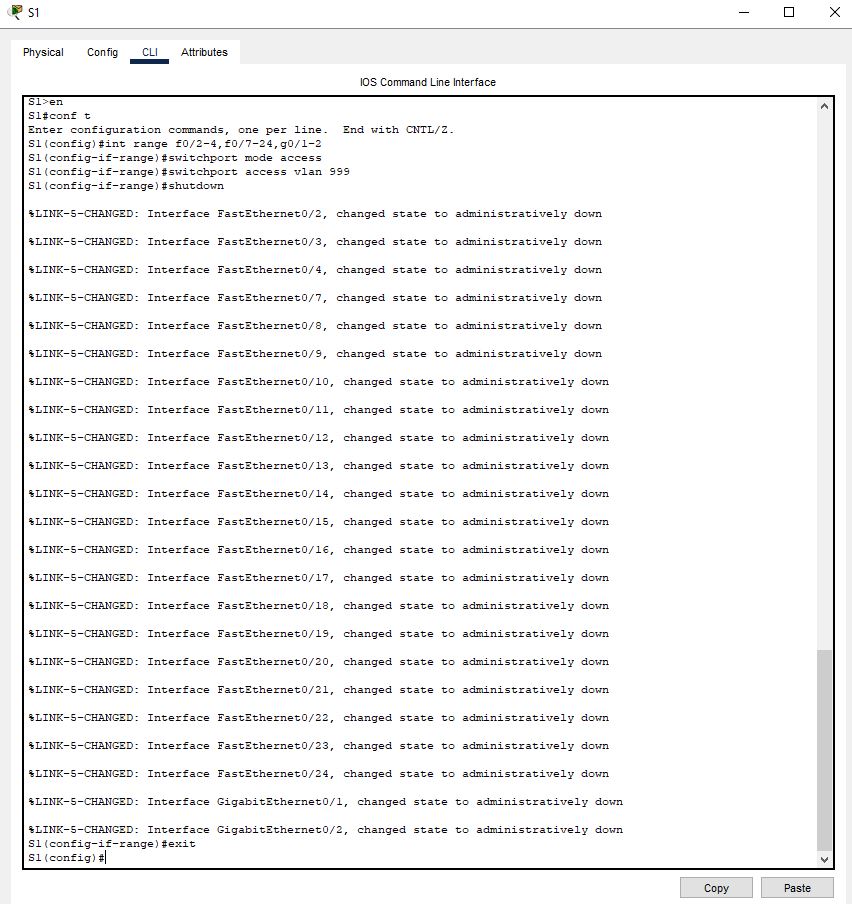 S1
Physical Config CLI Attributes
IOS Command Line Interface
S1>en
S1#conf t
Enter configuration commands, one per line.  End with CNTL/Z.
S1(config)#int range f0/2-4,f0/7-24,g0/1-2
S1(config-if-range)#switchport mode access
S1(config-if-range)#switchport access vlan 999
S1(config-if-range)#shutdown
%LINK-5-CHANGED: Interface FastEthernet0/2, changed state to administratively down
%LINK-5-CHANGED: Interface FastEthernet0/3, changed state to administratively down
%LINK-5-CHANGED: Interface FastEthernet0/4, changed state to administratively down
%LINK-5-CHANGED: Interface FastEthernet0/7, changed state to administratively down
%LINK-5-CHANGED: Interface FastEthernet0/8, changed state to administratively down
%LINK-5-CHANGED: Interface FastEthernet0/9, changed state to administratively down
%LINK-5-CHANGED: Interface FastEthernet0/10, changed state to administratively down
%LINK-5-CHANGED: Interface FastEthernet0/11, changed state to administratively down
%LINK-5-CHANGED: Interface FastEthernet0/12, changed state to administratively down
%LINK-5-CHANGED: Interface FastEthernet0/13, changed state to administratively down
%LINK-5-CHANGED: Interface FastEthernet0/14, changed state to administratively down
%LINK-5-CHANGED: Interface FastEthernet0/15, changed state to administratively down
%LINK-5-CHANGED: Interface FastEthernet0/16, changed state to administratively down
%LINK-5-CHANGED: Interface FastEthernet0/17, changed state to administratively down
%LINK-5-CHANGED: Interface FastEthernet0/18, changed state to administratively down
%LINK-5-CHANGED: Interface FastEthernet0/19, changed state to administratively down
%LINK-5-CHANGED: Interface FastEthernet0/20, changed state to administratively down
%LINK-5-CHANGED: Interface FastEthernet0/21, changed state to administratively down
%LINK-5-CHANGED: Interface FastEthernet0/22, changed state to administratively down
%LINK-5-CHANGED: Interface FastEthernet0/23, changed state to administratively down
%LINK-5-CHANGED: Interface FastEthernet0/24, changed state to administratively down
%LINK-5-CHANGED: Interface GigabitEthernet0/1, changed state to administratively down
%LINK-5-CHANGED: Interface GigabitEthernet0/2, changed state to administratively down
S1(config-if-range)#exit
S1(config)#
Copy Paste